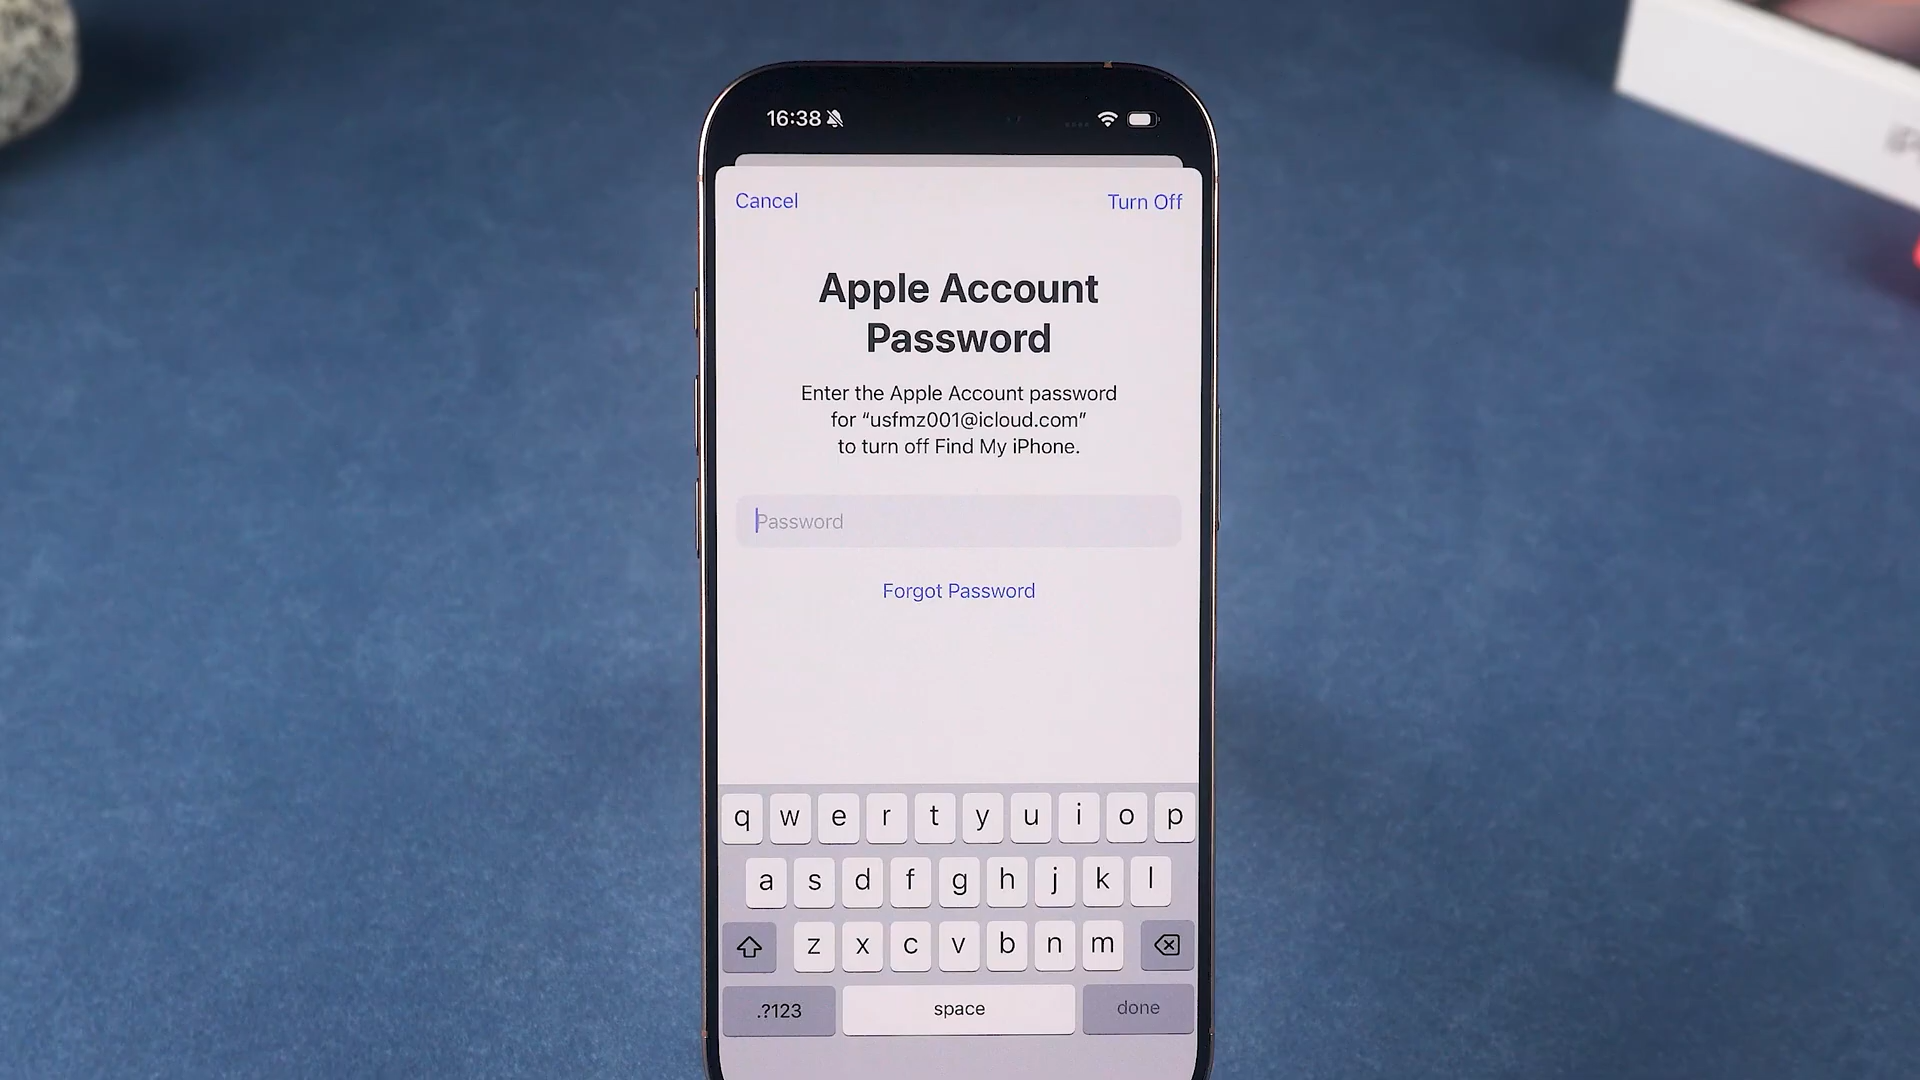 16:38
Cancel Turn Off
Apple Account
Password
Enter the Apple Account password
for “usfmz001@icloud.com”
to turn off Find My iPhone.
Password
Forgot Password
q w e r t y u i o p
a s d f g h j k l
z x c v b n m
.?123 space done